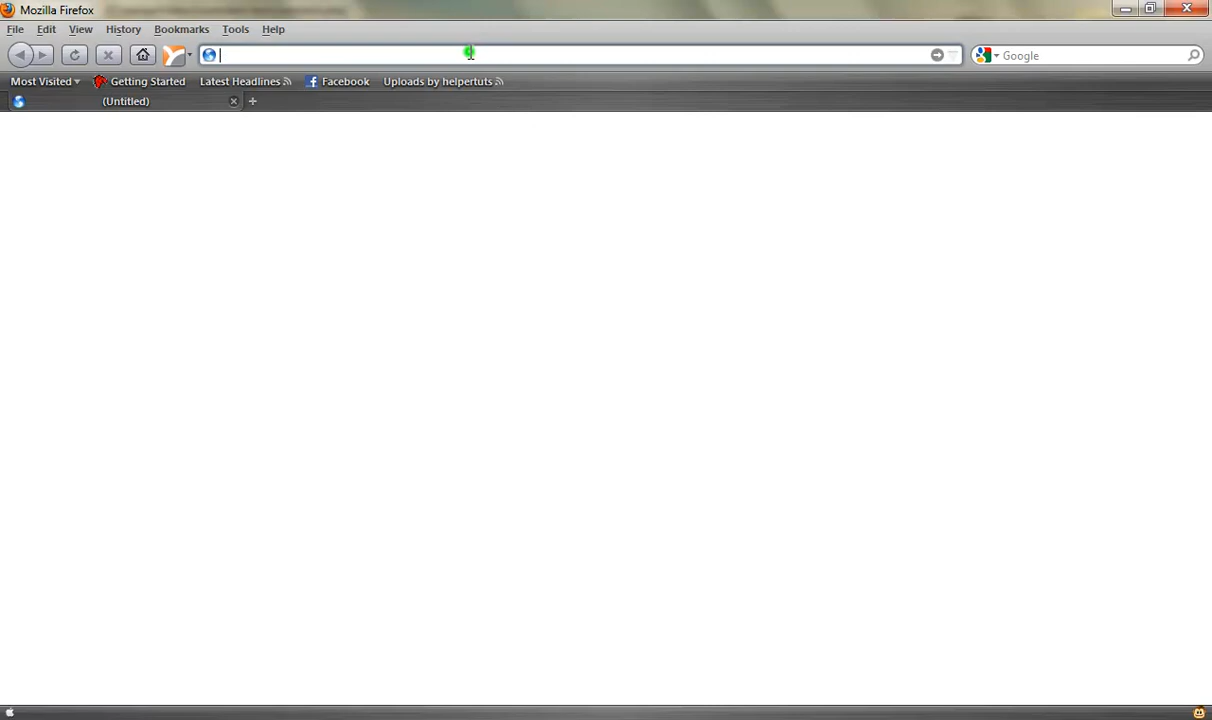 Mozilla Firefox
File Edit View History Bookmarks Tools Help
Google
Most Visited Getting Started Latest Headlines Facebook Uploads by helpertuts
(Untitled)